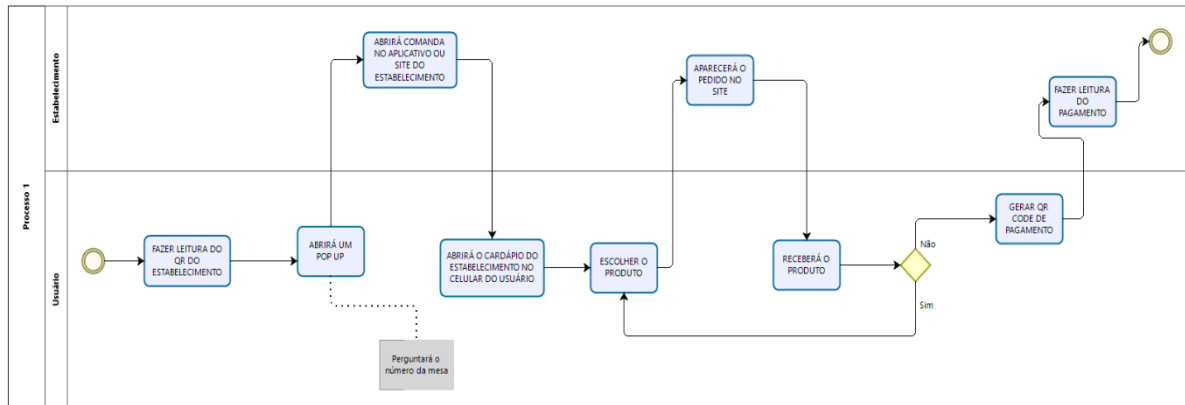 Processo 1
Estabelecimento
Usuário
FAZER LEITURA DO
QR DO
ESTABELECIMENTO
ABRIRÁ UM
POP UP
Perguntará o
número da mesa
ABRIRÁ COMANDA
NO APLICATIVO OU
SITE DO
ESTABELECIMENTO
ABRIRÁ O CARDÁPIO DO
ESTABELECIMENTO NO
CELULAR DO USUÁRIO
ESCOLHER O
PRODUTO
APARECERÁ O
PEDIDO NO
SITE
RECEBERÁ O
PRODUTO
Não
Sim
GERAR QR
CODE DE
PAGAMENTO
FAZER LEITURA
DO
PAGAMENTO